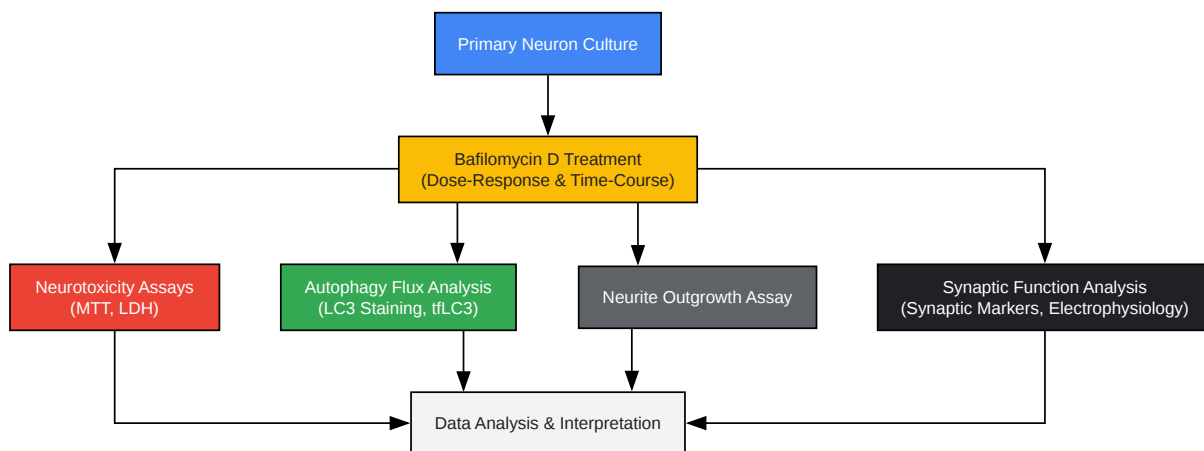 Primary Neuron Culture
Bafilomycin D Treatment
(Dose-Response & Time-Course)
Neurotoxicity Assays
(MTT, LDH)
Autophagy Flux Analysis
(LC3 Staining, tfLC3)
Neurite Outgrowth Assay
Synaptic Function Analysis
(Synaptic Markers, Electrophysiology)
Data Analysis & Interpretation